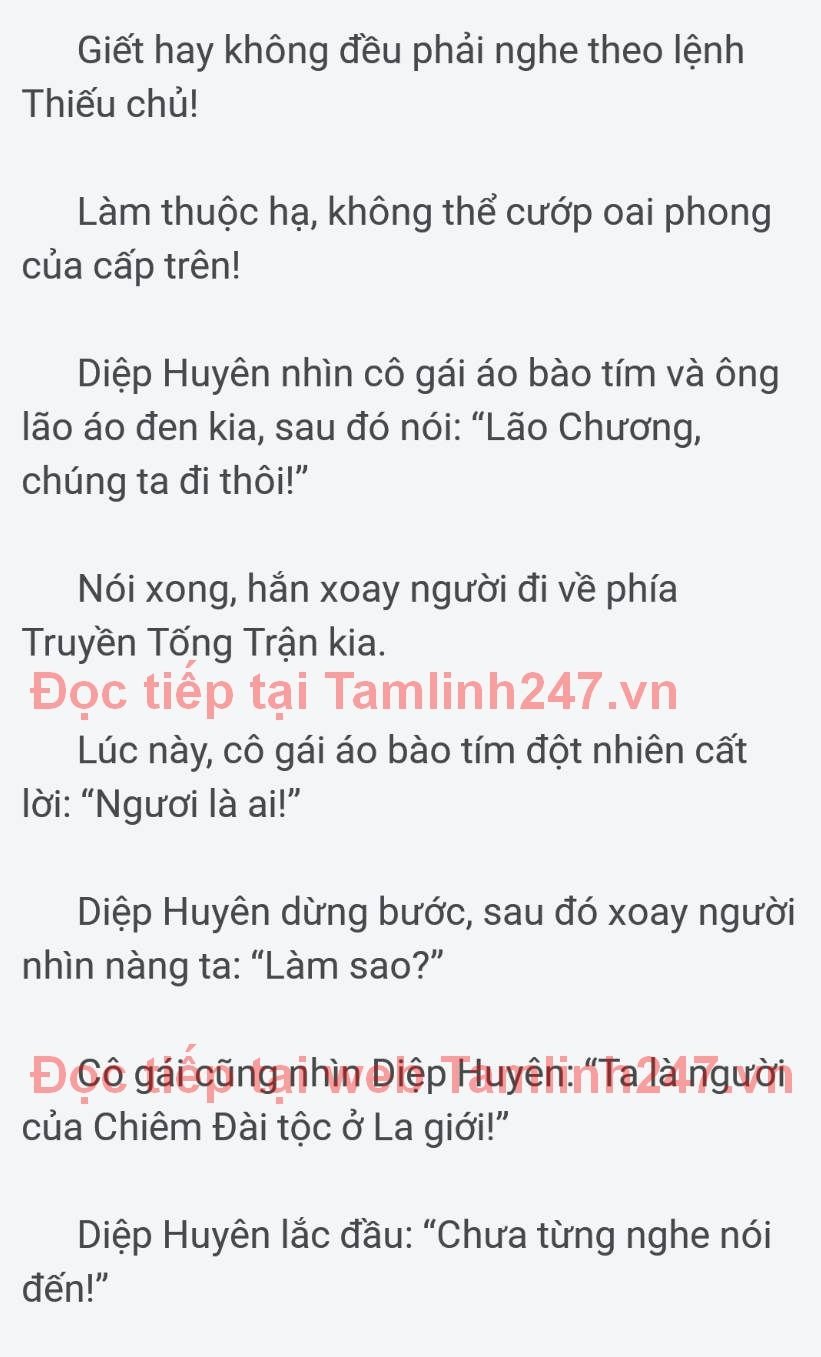 Giết hay không đều phải nghe theo lệnh
Thiếu chủ!
Làm thuộc hạ, không thể cướp oai phong
của cấp trên!
Diệp Huyên nhìn cô gái áo bào tím và ông
lão áo đen kia, sau đó nói: “Lão Chương,
chúng ta đi thôi!”
Nói xong, hắn xoay người đi về phía
Truyền Tống Trận kia.
Đọc tiếp tại Tamlinh247.vn
Lúc này, cô gái áo bào tím đột nhiên cất
lời: “Ngươi là ai!”
Diệp Huyên dừng bước, sau đó xoay người
nhìn nàng ta: “Làm sao?”
Đọc tiếp tại web Tamlinh247.vn
Cô gái cũng nhìn Diệp Huyên: “Ta là người
của Chiêm Đài tộc ở La giới!”
Diệp Huyên lắc đầu: “Chưa từng nghe nói
đến!”